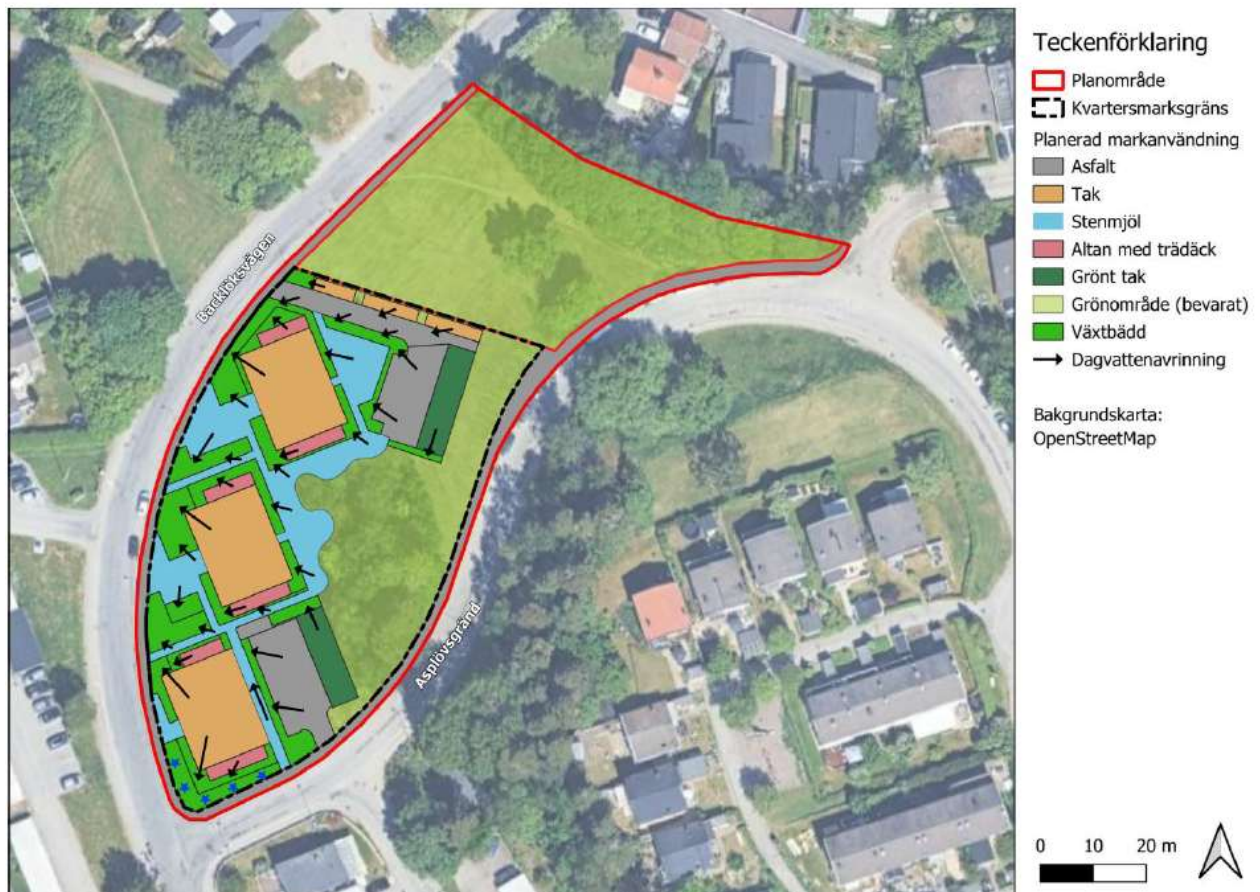 Teckenförklaring
Planområde
Kvartersmarksgräns
Planerad markanvändning
Asfalt
Tak
Stenmjöl
Altan med trädäck
Grönt tak
Grönområde (bevarat)
Växtbädd
Dagvattenavrinning
Bakgrundskarta:
OpenStreetMap
Backlöksvägen
Asplövsgränd
0 10 20 m